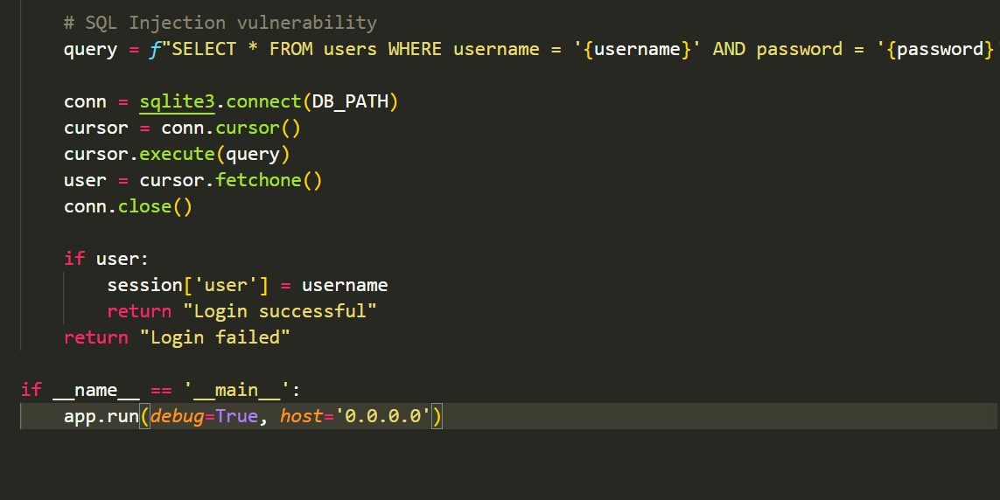 # SQL Injection vulnerability
query = f"SELECT * FROM users WHERE username = '{username}' AND password = '{password}
conn = sqlite3.connect(DB_PATH)
cursor = conn.cursor()
cursor.execute(query)
user = cursor.fetchone()
conn.close()
if user:
session['user'] = username
return "Login successful"
return "Login failed"
if __name__ == '__main__':
app.run(debug=True, host='0.0.0.0')